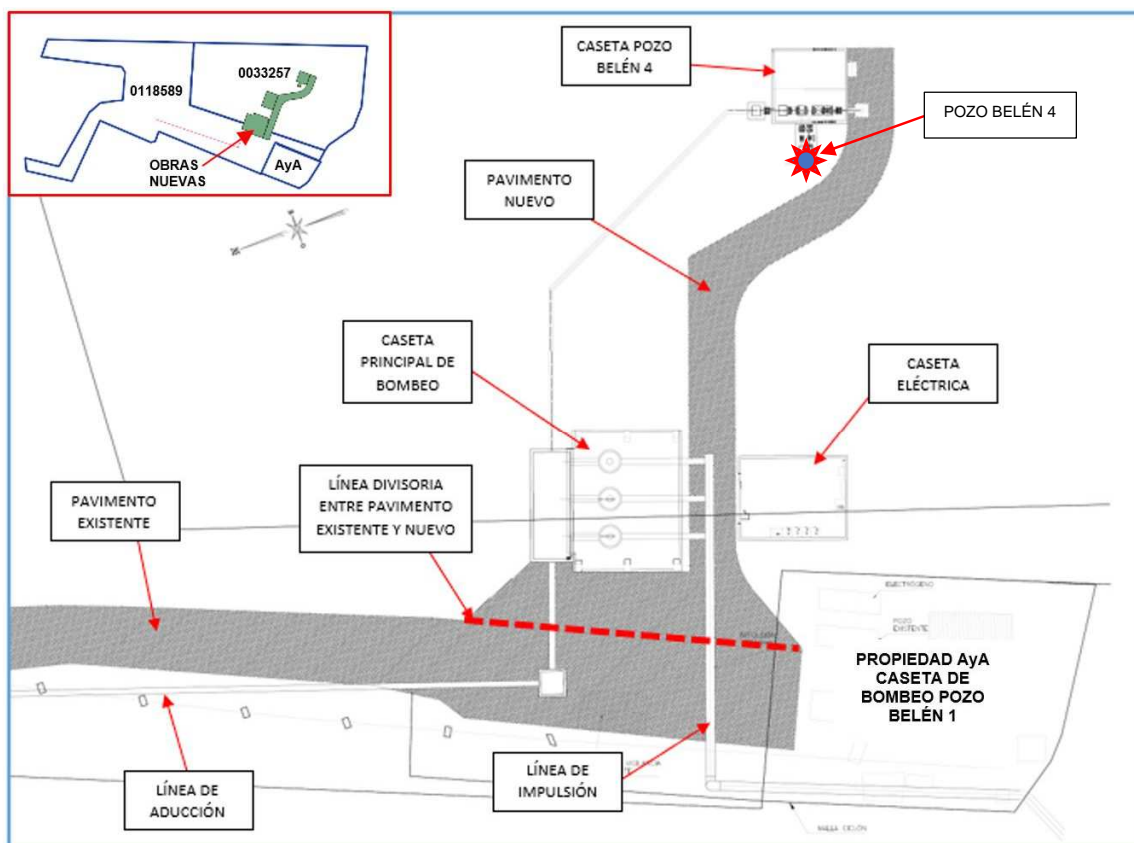 0033257
0118589
OBRAS
NUEVAS
AyA
CASETA POZO
BELÉN 4
POZO BELÉN 4
PAVIMENTO
NUEVO
CASETA
PRINCIPAL DE
BOMBEO
CASETA
ELÉCTRICA
LÍNEA DIVISORIA
ENTRE PAVIMENTO
EXISTENTE Y NUEVO
PAVIMENTO
EXISTENTE
????
POZO
EXISTENTE
PROPIEDAD AyA
CASETA DE
BOMBEO POZO
BELÉN 1
LÍNEA DE
ADUCCIÓN
LÍNEA DE
IMPULSIÓN
MALLA CICLÓN